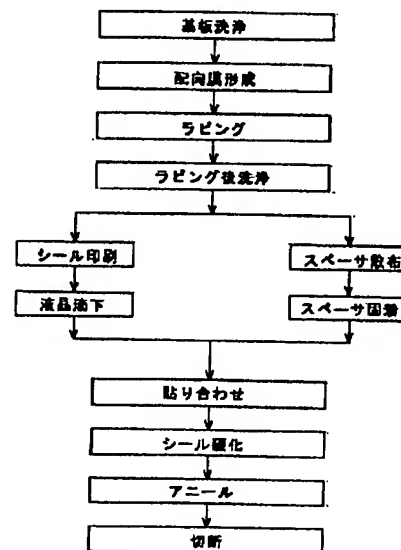 基板洗浄
配向膜形成
ラビング
ラビング後洗浄
シール印刷
スペーサ散布
液晶滴下
スペーサ固着
貼り合わせ
シール硬化
アニール
切断